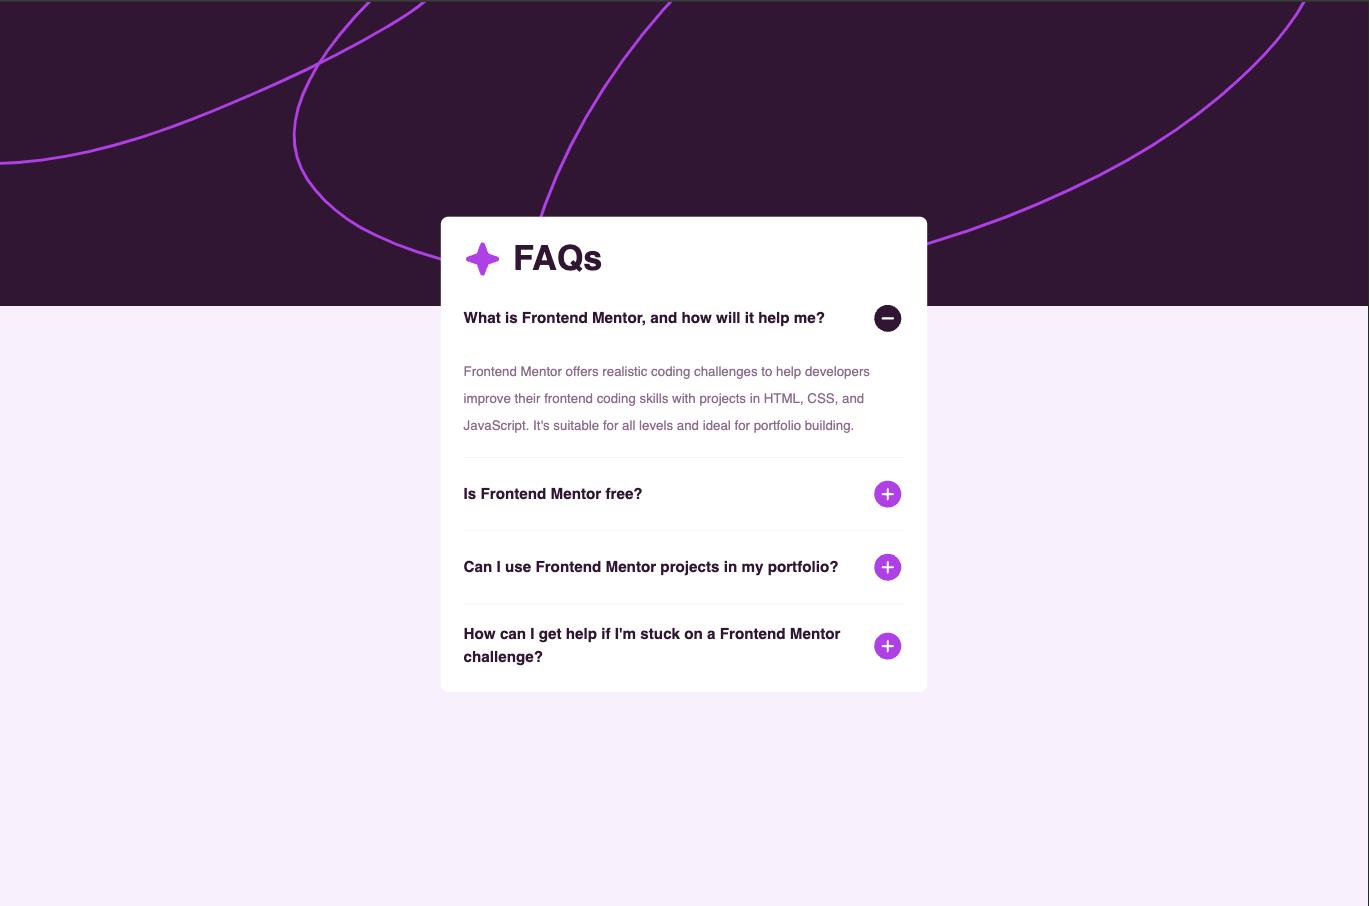 FAQs
What is Frontend Mentor, and how will it help me?
Frontend Mentor offers realistic coding challenges to help developers
improve their frontend coding skills with projects in HTML, CSS, and
JavaScript. It's suitable for all levels and ideal for portfolio building.
Is Frontend Mentor free?
Can I use Frontend Mentor projects in my portfolio?
How can I get help if I'm stuck on a Frontend Mentor
challenge?